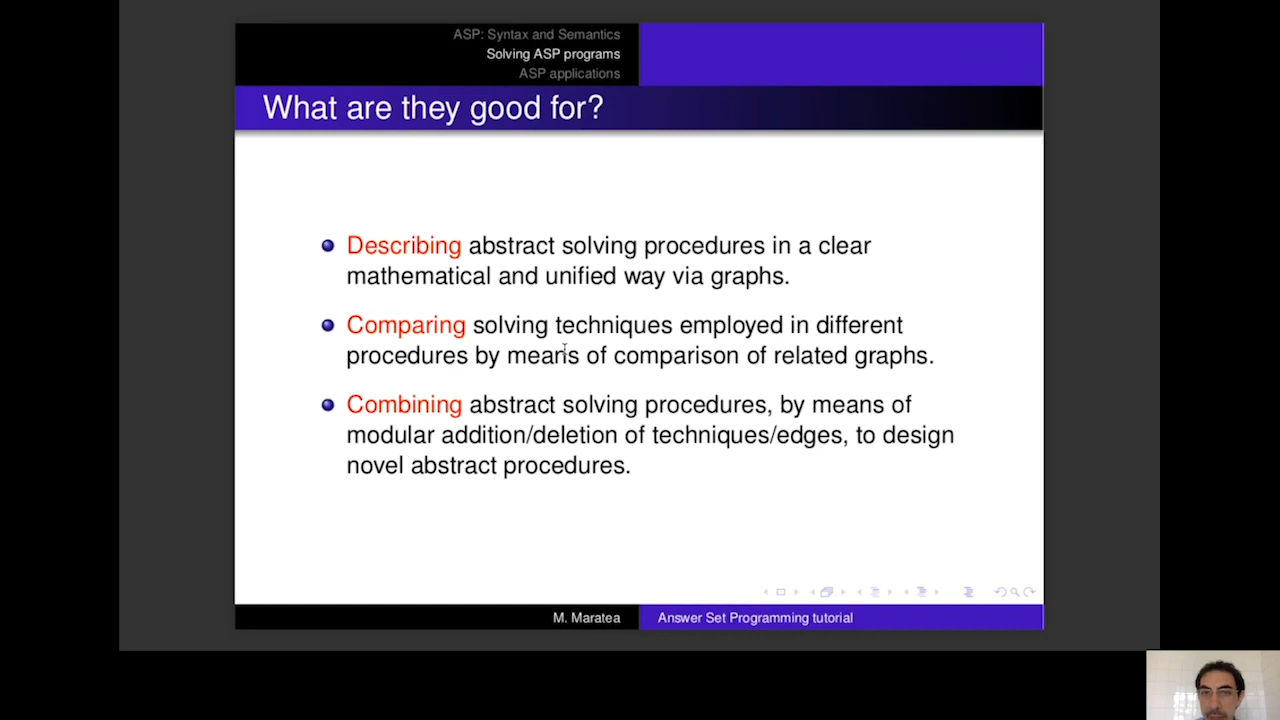 ASP: Syntax and Semantics
Solving ASP programs
ASP applications
What are they good for?
Describing abstract solving procedures in a clear
mathematical and unified way via graphs.
Comparing solving techniques employed in different
procedures by means of comparison of related graphs.
Combining abstract solving procedures, by means of
modular addition/deletion of techniques/edges, to design
novel abstract procedures.
M. Maratea
Answer Set Programming tutorial